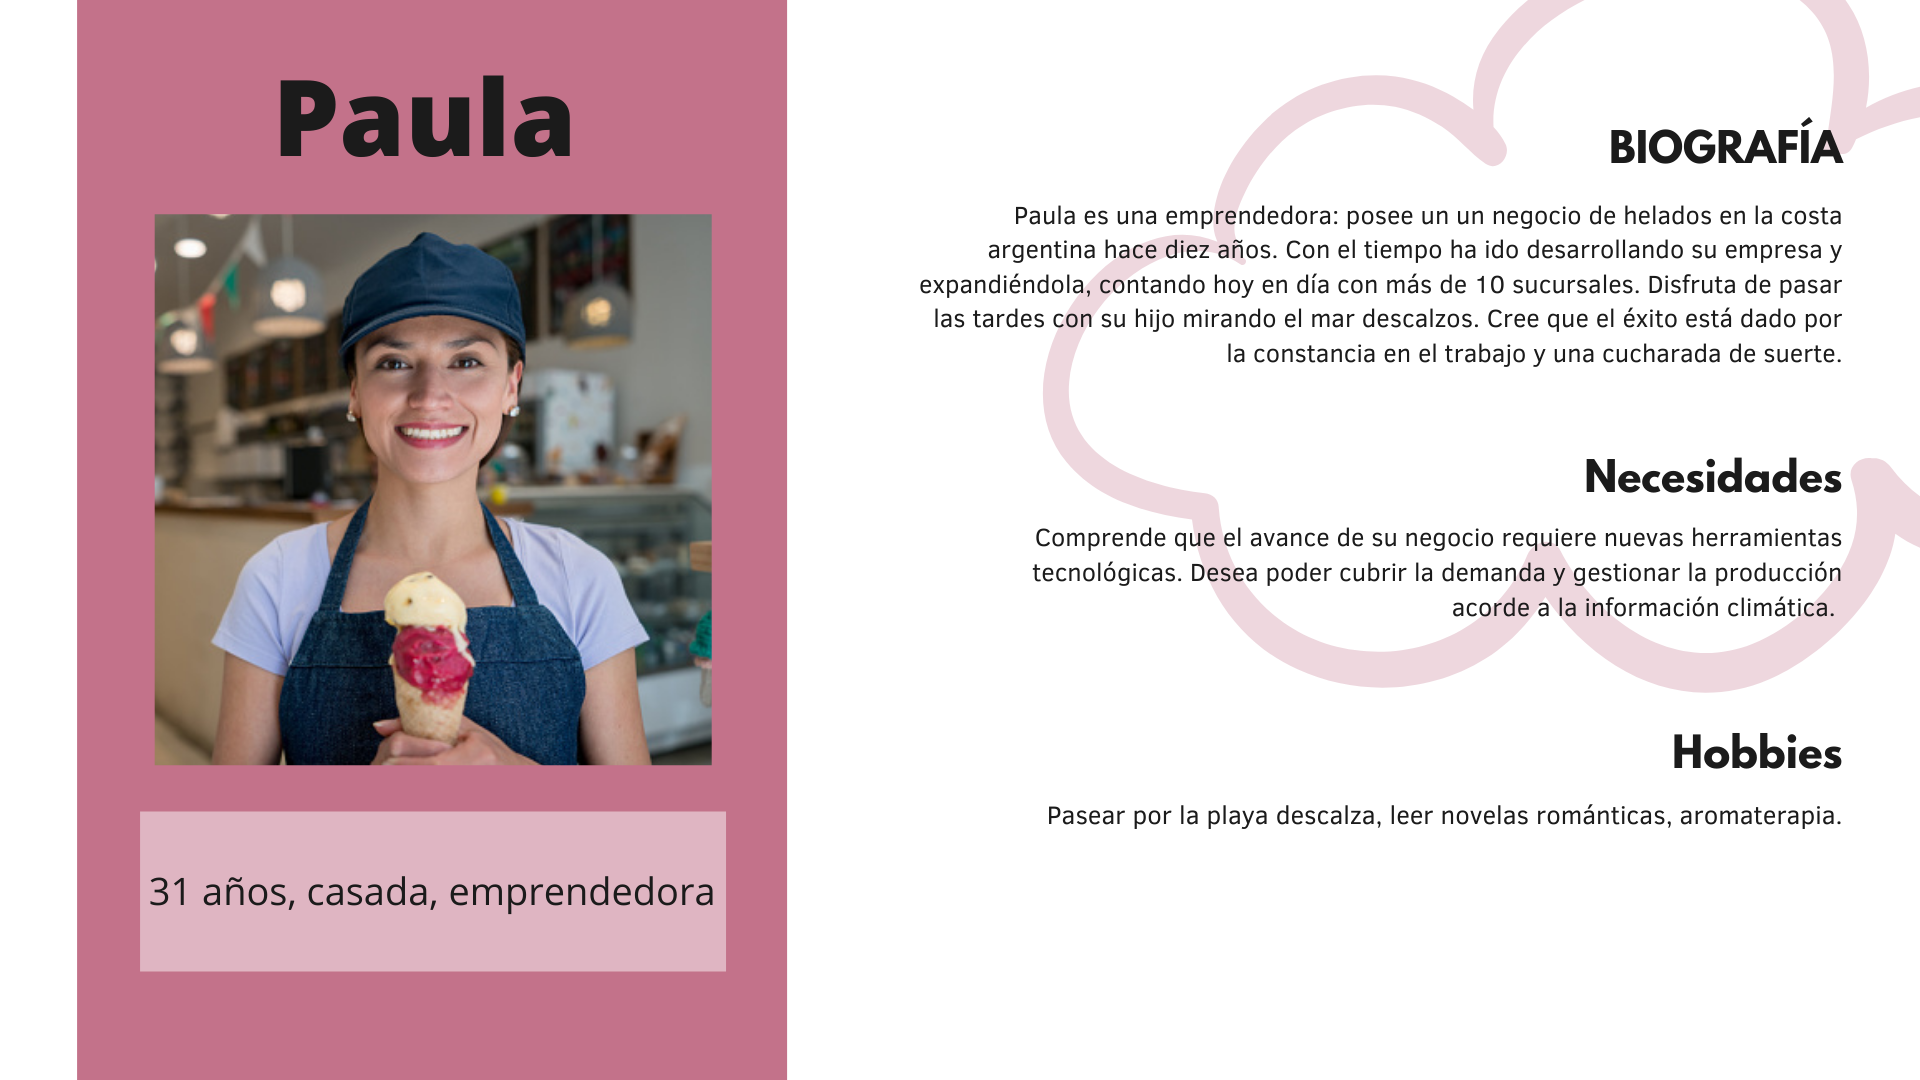 Paula
31 años, casada, emprendedora
BIOGRAFÍA
Paula es una emprendedora: posee un un negocio de helados en la costa
argentina hace diez años. Con el tiempo ha ido desarrollando su empresa y
expandiéndola, contando hoy en día con más de 10 sucursales. Disfruta de pasar
las tardes con su hijo mirando el mar descalzos. Cree que el éxito está dado por
la constancia en el trabajo y una cucharada de suerte.
Necesidades
Comprende que el avance de su negocio requiere nuevas herramientas
tecnológicas. Desea poder cubrir la demanda y gestionar la producción
acorde a la información climática.
Hobbies
Pasear por la playa descalza, leer novelas románticas, aromaterapia.